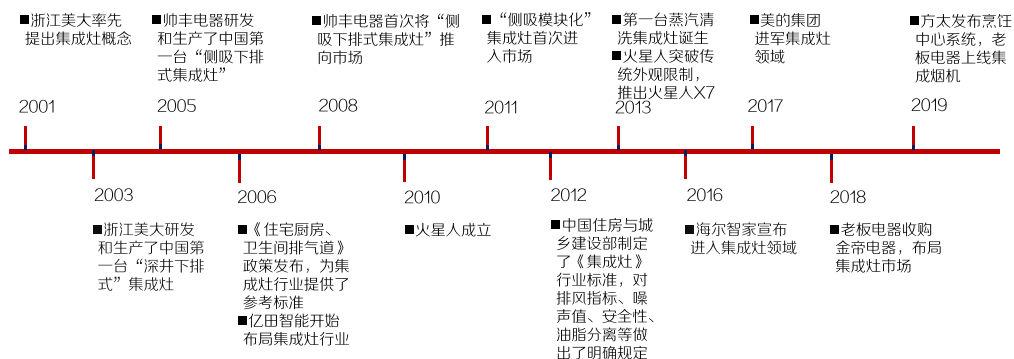 ■浙江美大率先
提出集成灶概念
2001
■帅丰电器研发
和生产了中国第
一台“侧吸下排
式集成灶”
2005
■帅丰电器首次将“侧
吸下排式集成灶”推
向市场
2008
■“侧吸模块化”
集成灶首次进
入市场
2011
■第一台蒸汽清
洗集成灶诞生
■火星人突破传
统外观限制，
推出火星人X7
2013
■美的集团
进军集成灶
领域
2017
■方太发布烹饪
中心系统，老
板电器上线集
成烟机
2019
2003
■浙江美大研发
和生产了中国第
一台“深井下排
式”集成灶
2006
■《住宅厨房、
卫生间排气道》
政策发布，为集
成灶行业提供了
参考标准
■亿田智能开始
布局集成灶行业
2010
■火星人成立
2012
■中国住房与城
乡建设部制定
了《集成灶》
行业标准，对
排风指标、噪
声值、安全性、
油脂分离等做
出了明确规定
2016
■海尔智家宣布
进入集成灶领域
2018
■老板电器收购
金帝电器，布局
集成灶市场